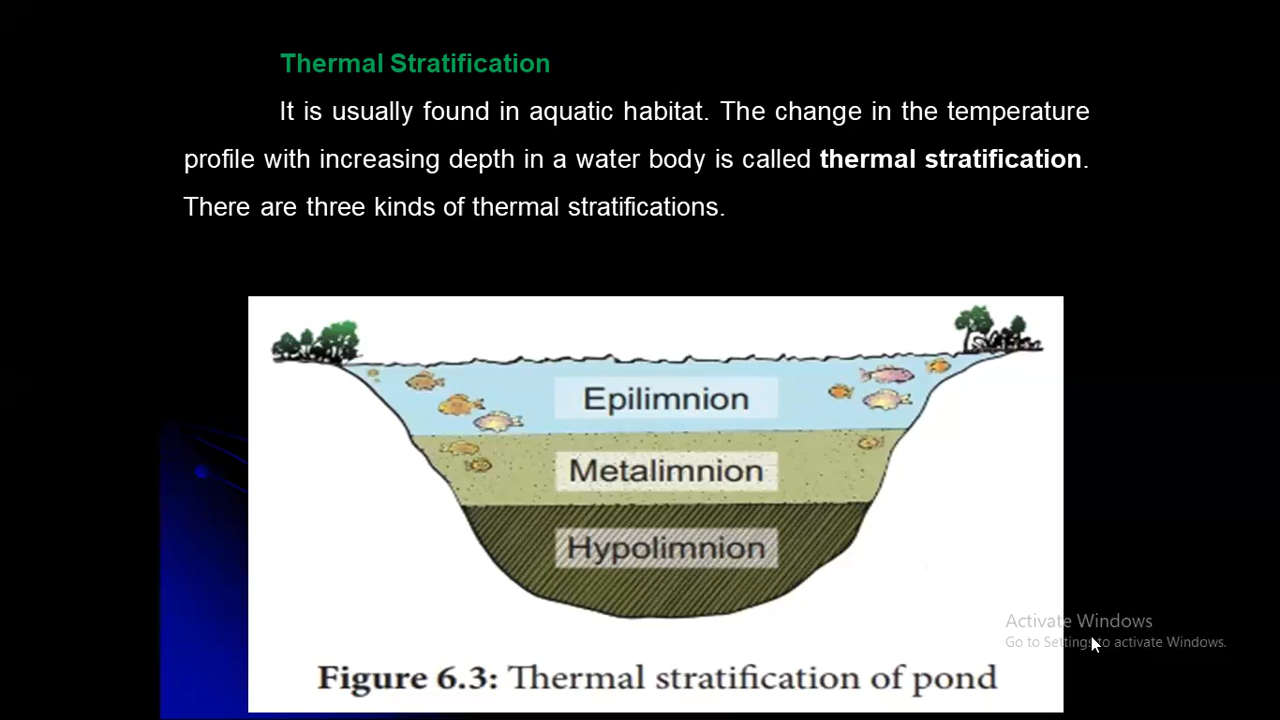 Thermal Stratification
It is usually found in aquatic habitat. The change in the temperature
profile with increasing depth in a water body is called thermal stratification.
There are three kinds of thermal stratifications.
Epilimnion
Metalimnion
Hypolimnion
Activate Windows
Go to Settings to activate Windows.
Figure 6.3: Thermal stratification of pond